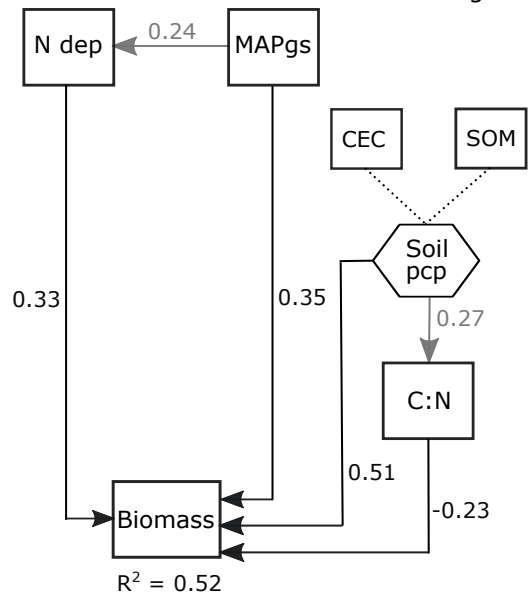 N dep
0.24
MAPgs
CEC
SOM
Soil
pcp
0.33
0.35
0.27
C:N
0.51
-0.23
Biomass
R² = 0.52